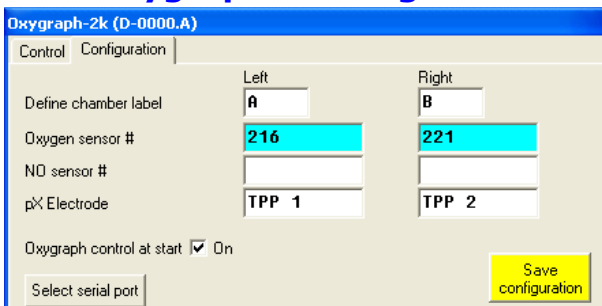 Oxygraph-2k (D-0000.A)
Control Configuration
Left Right
Define chamber label A B
Oxygen sensor # 216 221
NO sensor #
pX Electrode TPP 1 TPP 2
Oxygraph control at start On
Save
configuration
Select serial port